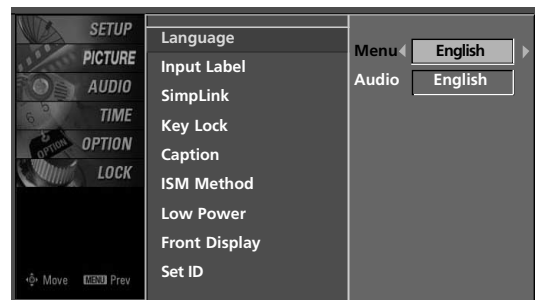 SETUP
PICTURE
AUDIO
TIME
OPTION
LOCK
Move MENU Prev
Language
Input Label
SimpLink
Key Lock
Caption
ISM Method
Low Power
Front Display
Set ID
Menu English
Audio English